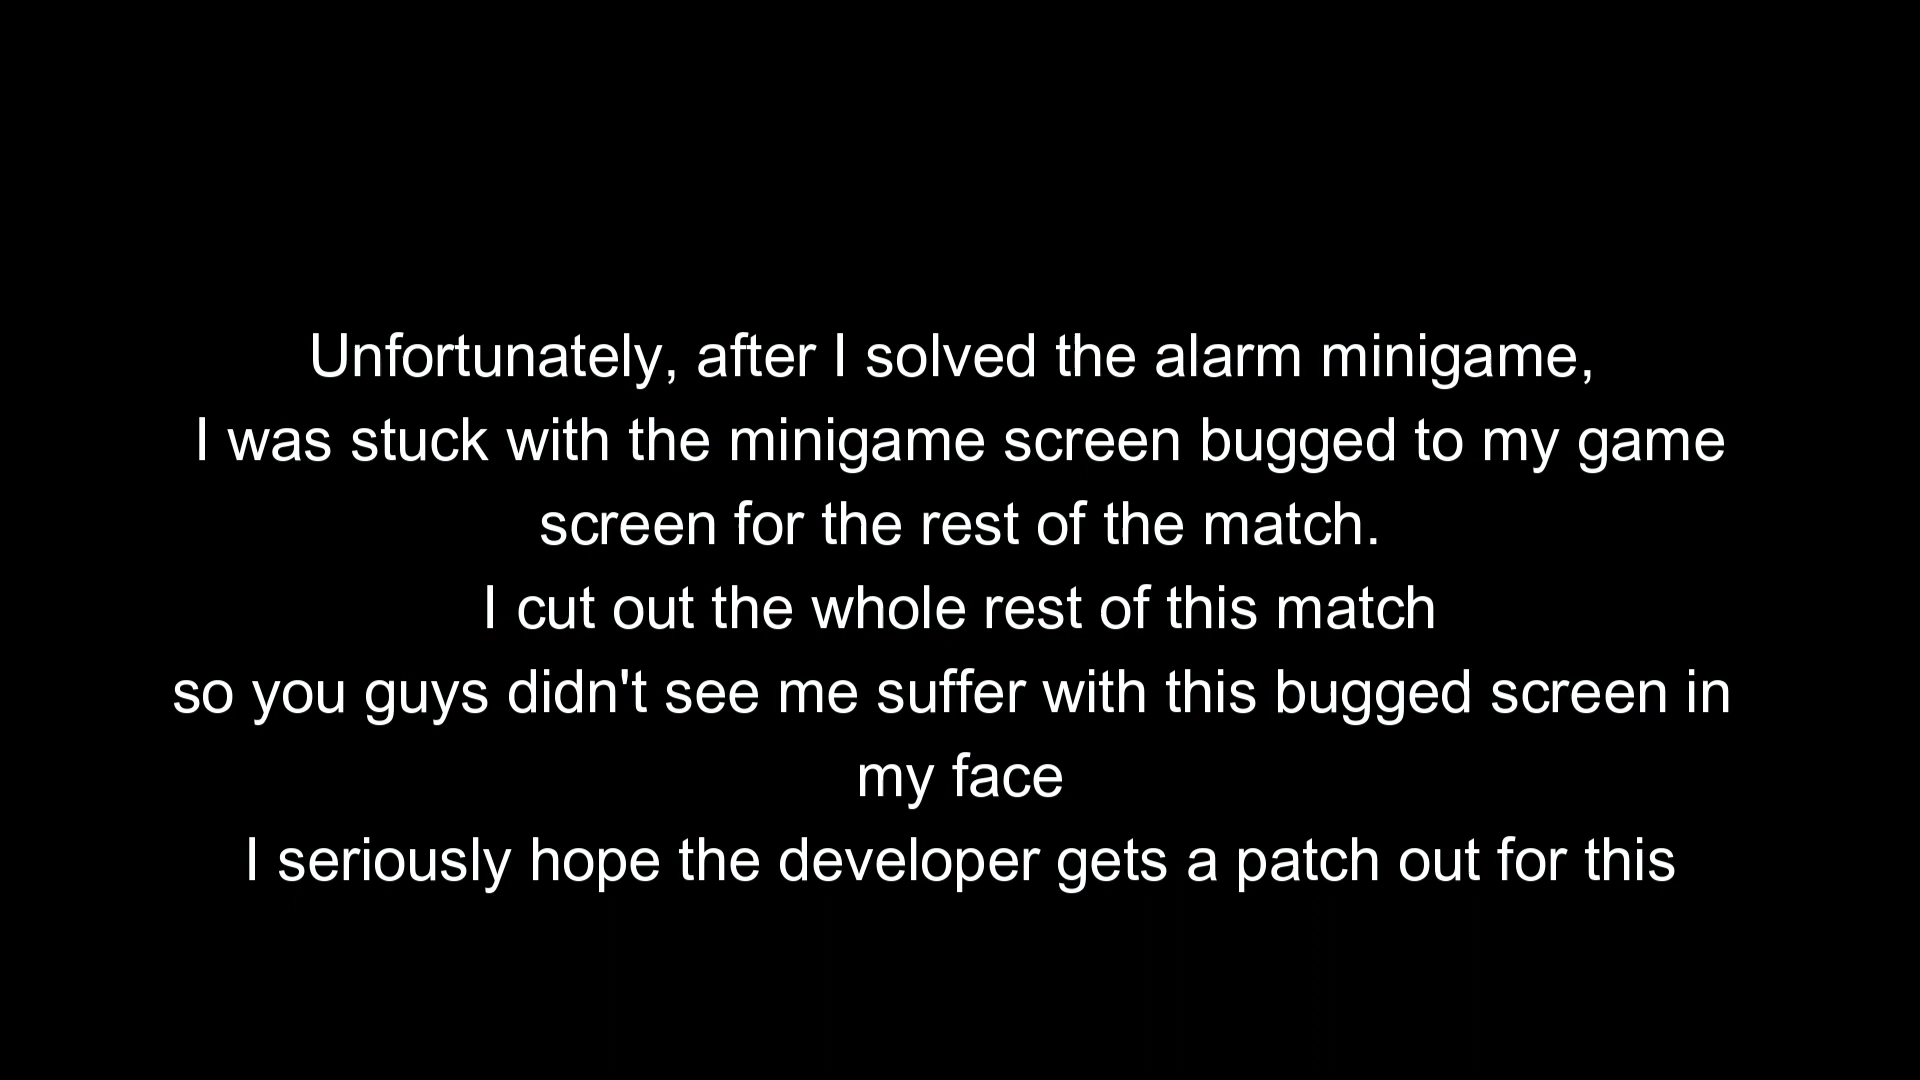 Unfortunately, after I solved the alarm minigame,
I was stuck with the minigame screen bugged to my game
screen for the rest of the match.
I cut out the whole rest of this match
so you guys didn't see me suffer with this bugged screen in
my face
I seriously hope the developer gets a patch out for this